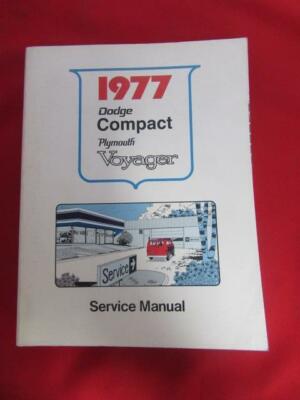 1977
Dodge
Compact
Plymouth
Voyager
Service
Service Manual